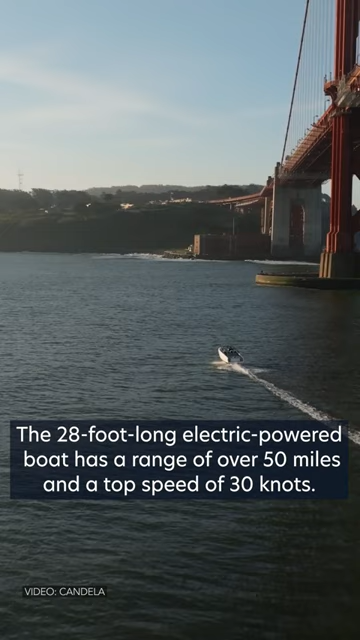 The 28-foot-long electric-powered
boat has a range of over 50 miles
and a top speed of 30 knots.
VIDEO: CANDELA